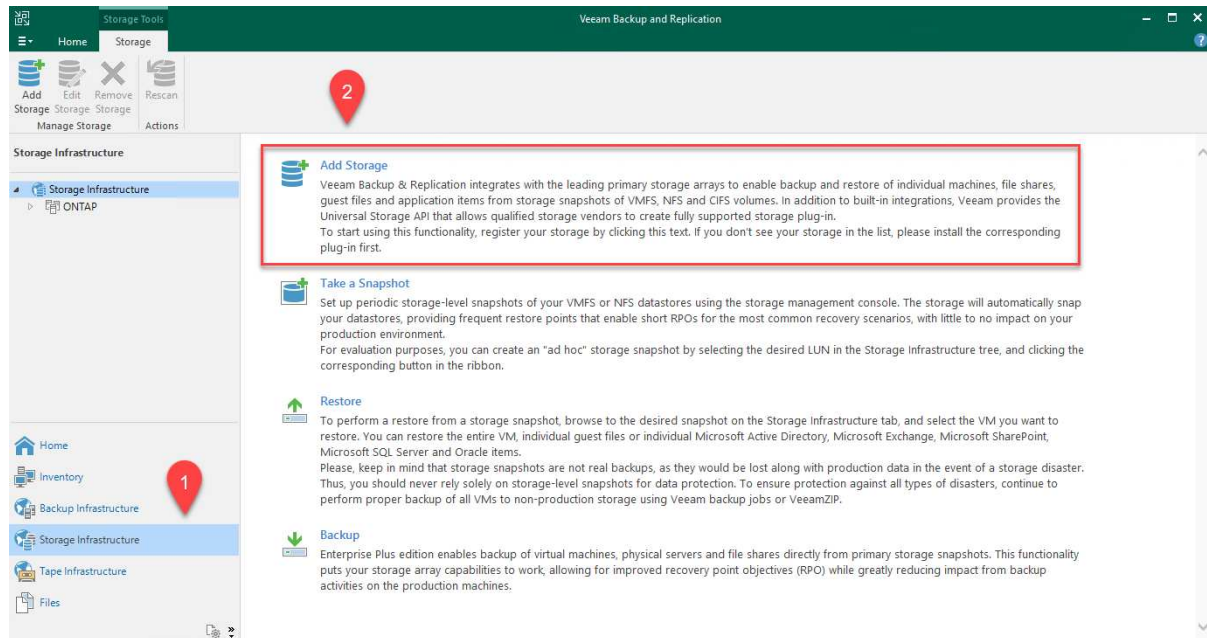 Storage Tools
Veeam Backup and Replication
Home
Storage
Add Storage
Edit Storage
Remove Storage
Rescan
Manage Storage
Actions
2
Storage Infrastructure
Storage Infrastructure
ONTAP
Add Storage
Veeam Backup & Replication integrates with the leading primary storage arrays to enable backup and restore of individual machines, file shares,
guest files and application items from storage snapshots of VMFS, NFS and CIFS volumes. In addition to built-in integrations, Veeam provides the
Universal Storage API that allows qualified storage vendors to create fully supported storage plug-in.
To start using this functionality, register your storage by clicking this text. If you don't see your storage in the list, please install the corresponding
plug-in first.
Take a Snapshot
Set up periodic storage-level snapshots of your VMFS or NFS datastores using the storage management console. The storage will automatically snap
your datastores, providing frequent restore points that enable short RPOs for the most common recovery scenarios, with little to no impact on your
production environment.
For evaluation purposes, you can create an "ad hoc" storage snapshot by selecting the desired LUN in the Storage Infrastructure tree, and clicking the
corresponding button in the ribbon.
Restore
To perform a restore from a storage snapshot, browse to the desired snapshot on the Storage Infrastructure tab, and select the VM you want to
restore. You can restore the entire VM, individual guest files or individual Microsoft Active Directory, Microsoft Exchange, Microsoft SharePoint,
Microsoft SQL Server and Oracle items.
Please, keep in mind that storage snapshots are not real backups, as they would be lost along with production data in the event of a storage disaster.
Thus, you should never rely solely on storage-level snapshots for data protection. To ensure protection against all types of disasters, continue to
perform proper backup of all VMs to non-production storage using Veeam backup jobs or VeeamZIP.
Backup
Enterprise Plus edition enables backup of virtual machines, physical servers and file shares directly from primary storage snapshots. This functionality
puts your storage array capabilities to work, allowing for improved recovery point objectives (RPO) while greatly reducing impact from backup
activities on the production machines.
Home
Inventory
1
Backup Infrastructure
Storage Infrastructure
Tape Infrastructure
Files